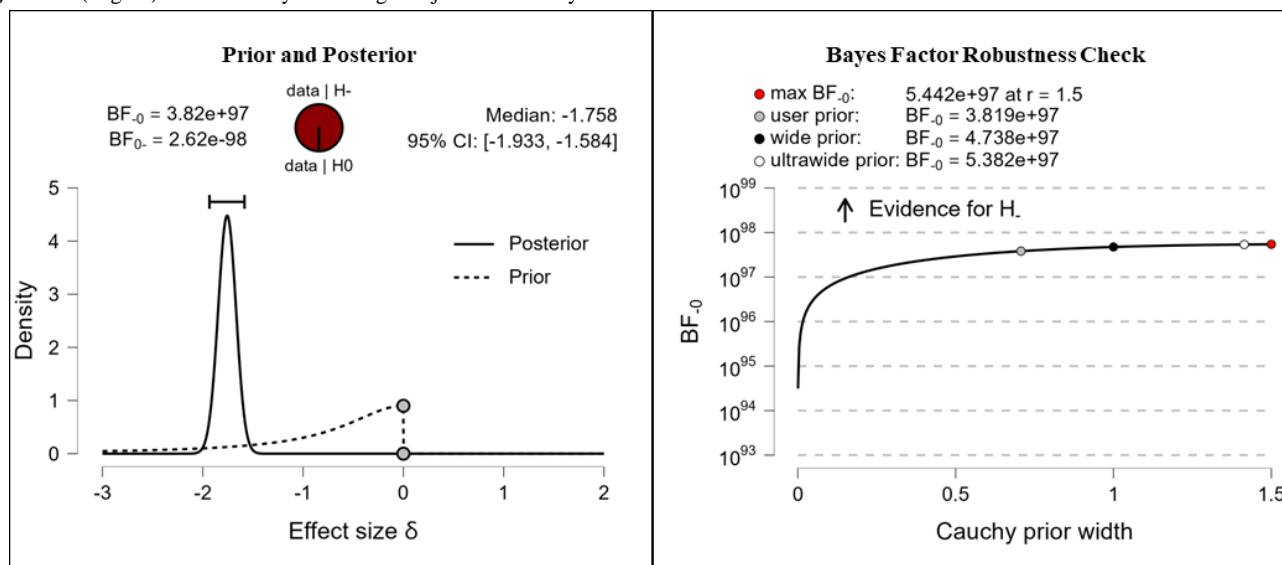 Prior and Posterior
data | H-
BF-0 = 3.82e+97
BF0- = 2.62e-98
Median: -1.758
95% CI: [-1.933, -1.584]
data | H0
5
4
3
2
1
0
Density
Posterior
Prior
-3 -2 -1 0 1 2
Effect size δ
Bayes Factor Robustness Check
max BF-0: 5.442e+97 at r = 1.5
user prior: BF-0 = 3.819e+97
wide prior: BF-0 = 4.738e+97
ultrawide prior: BF-0 = 5.382e+97
Evidence for H-
10^99
10^98
10^97
10^96
10^95
10^94
10^93
BF-0
0 0.5 1 1.5
Cauchy prior width